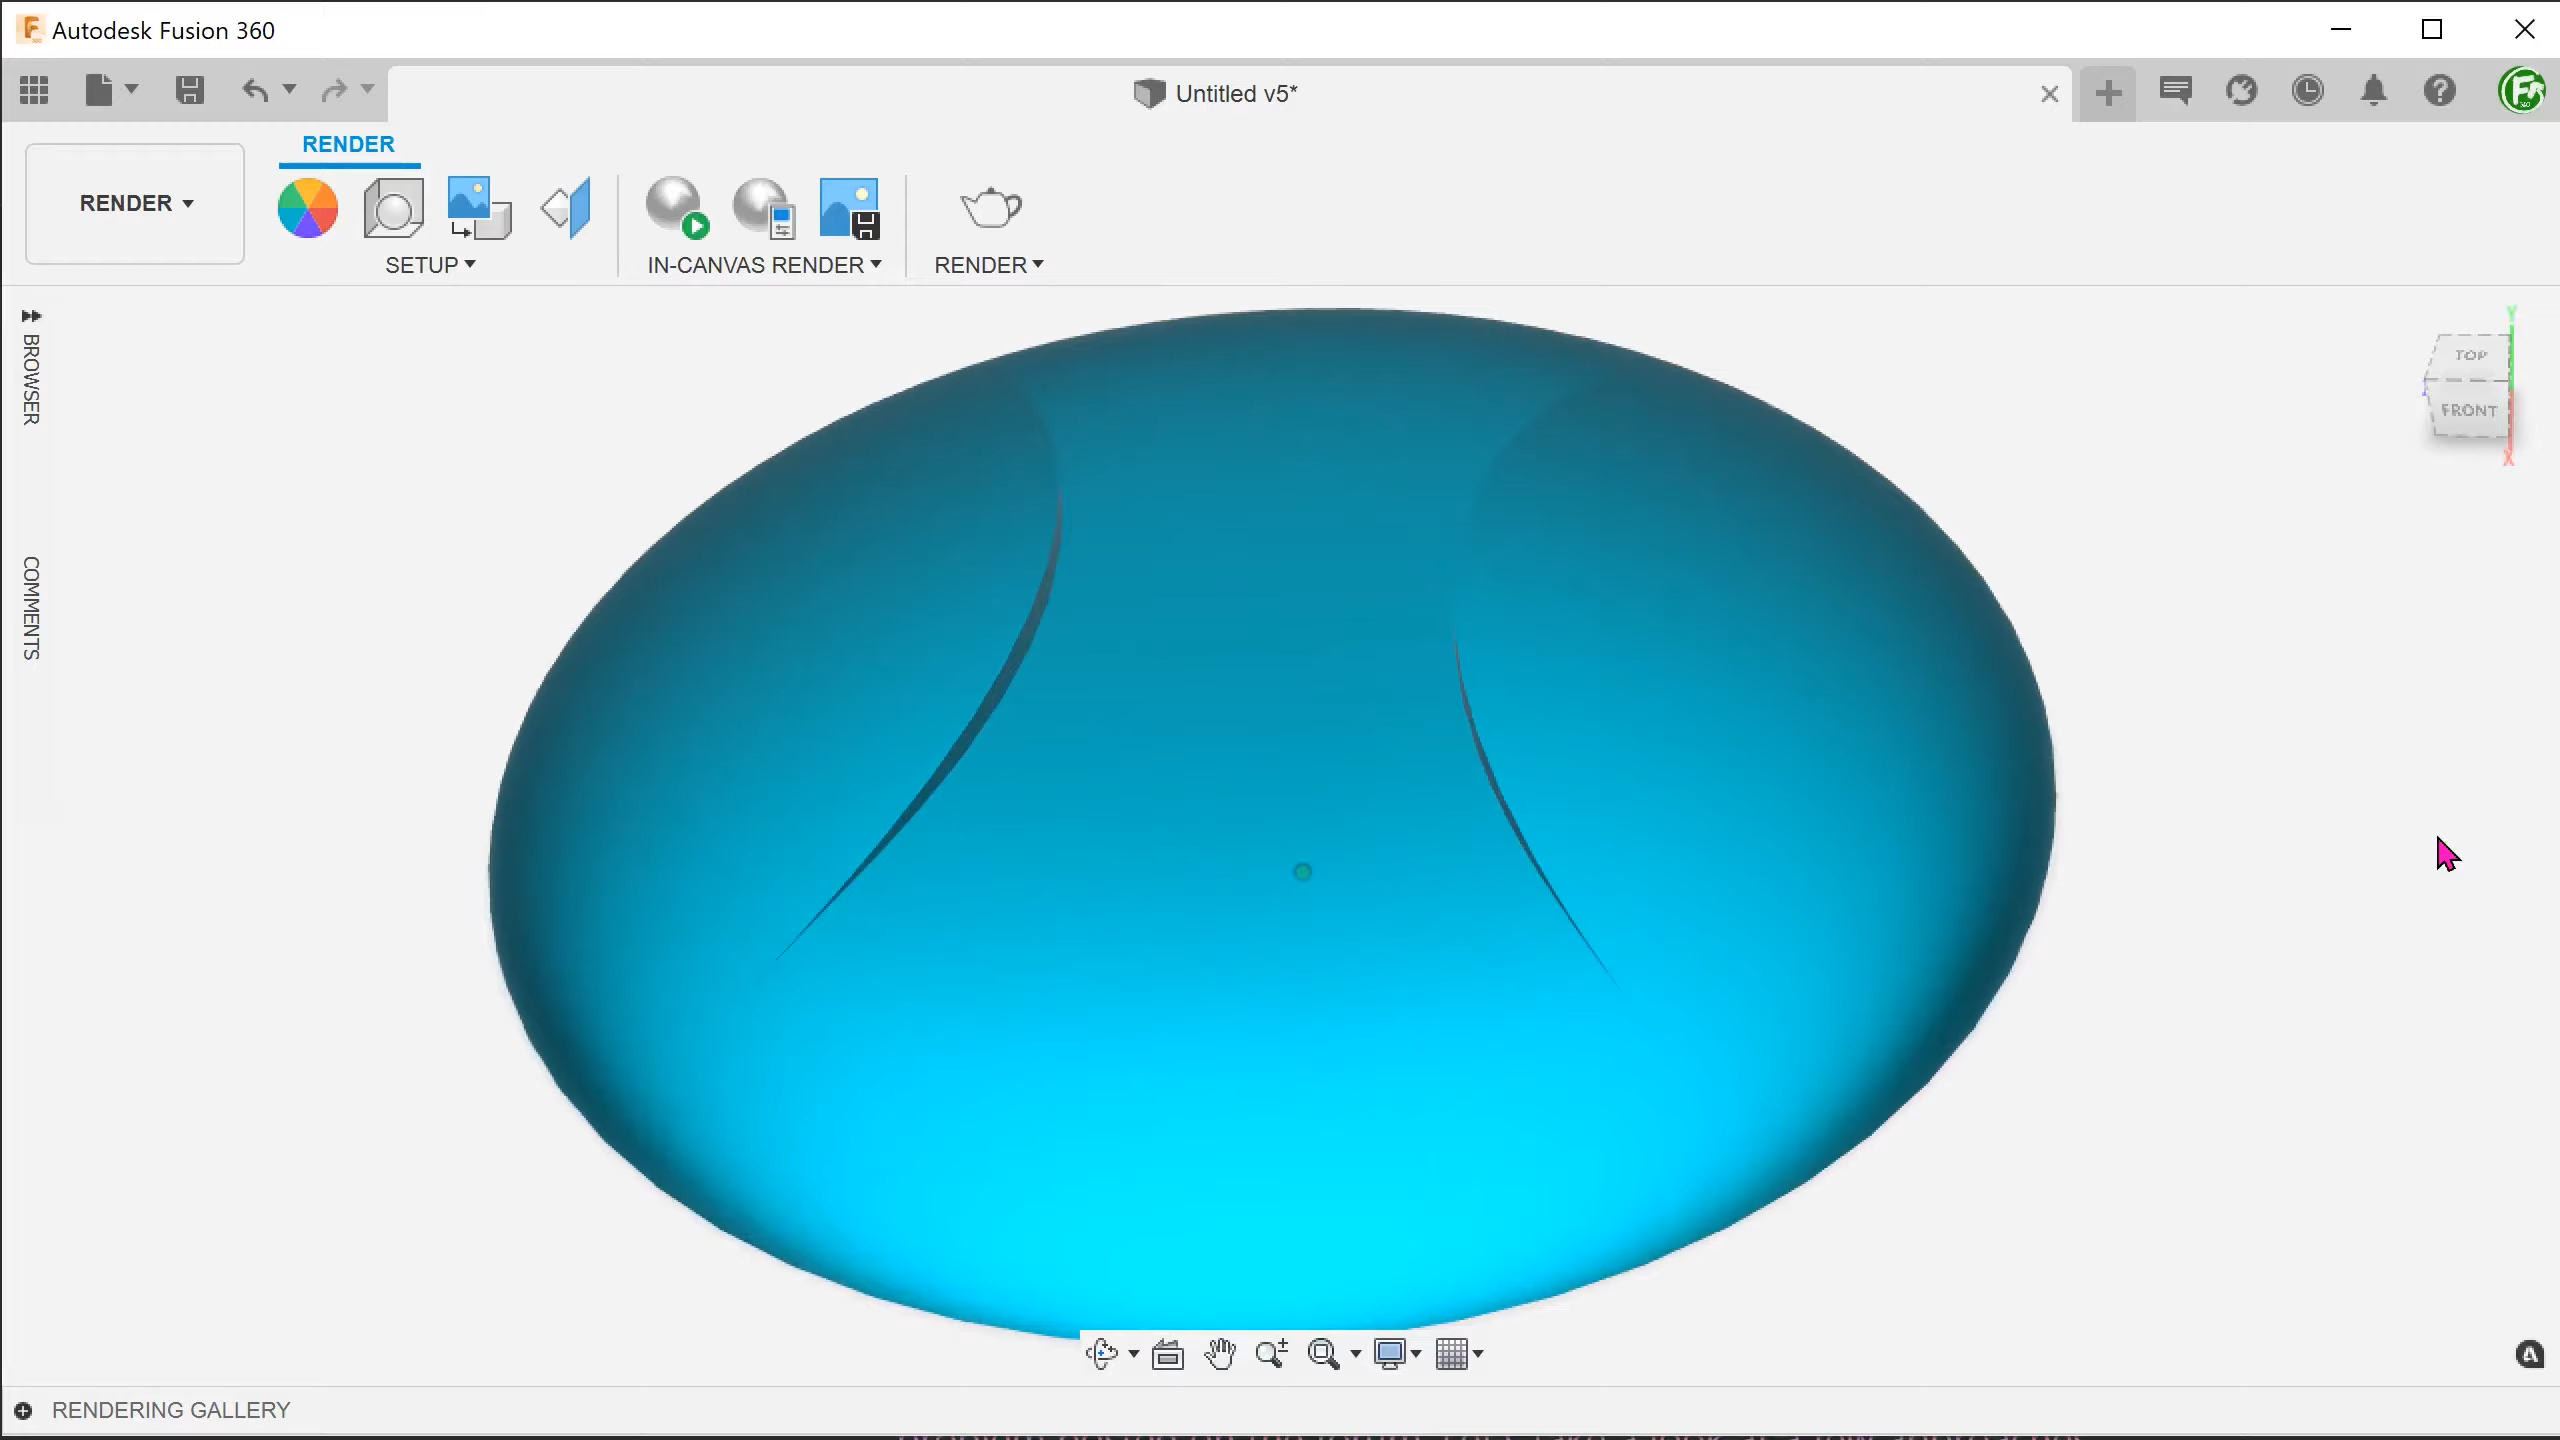 Autodesk Fusion 360
Untitled v5*
RENDER
RENDER
SETUP
IN-CANVAS RENDER
RENDER
BROWSER
COMMENTS
Y
TOP
FRONT
X
RENDERING GALLERY